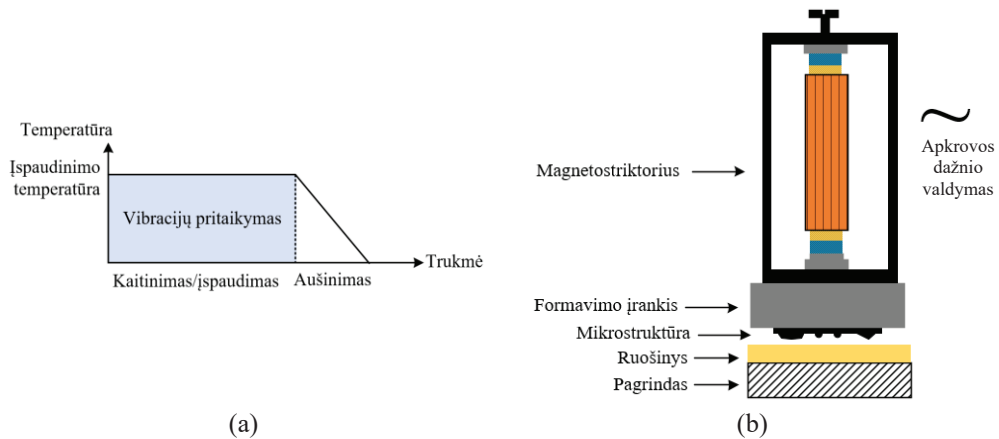 Temperatūra
Įspaudinimo
temperatūra
Vibracijų pritaikymas
Trukmė
Kaitinimas/įspaudimas
Aušinimas
(a)
Magnetostriktorius
~
Apkrovos
dažnio
valdymas
Formavimo įrankis
Mikrostruktūra
Ruošinys
Pagrindas
(b)